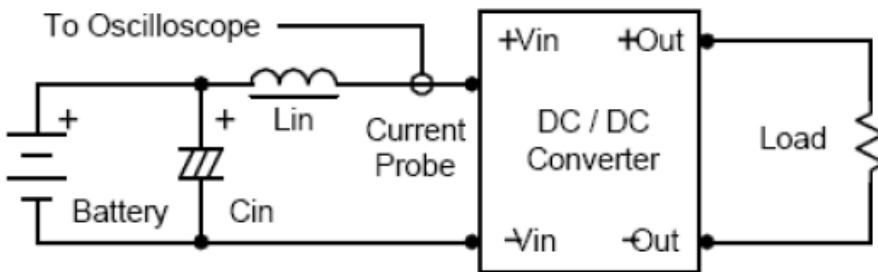 To Oscilloscope
+Vin
+Out
+
+
Lin
Current
Probe
DC / DC
Converter
Load
Battery
Cin
-Vin
-Out